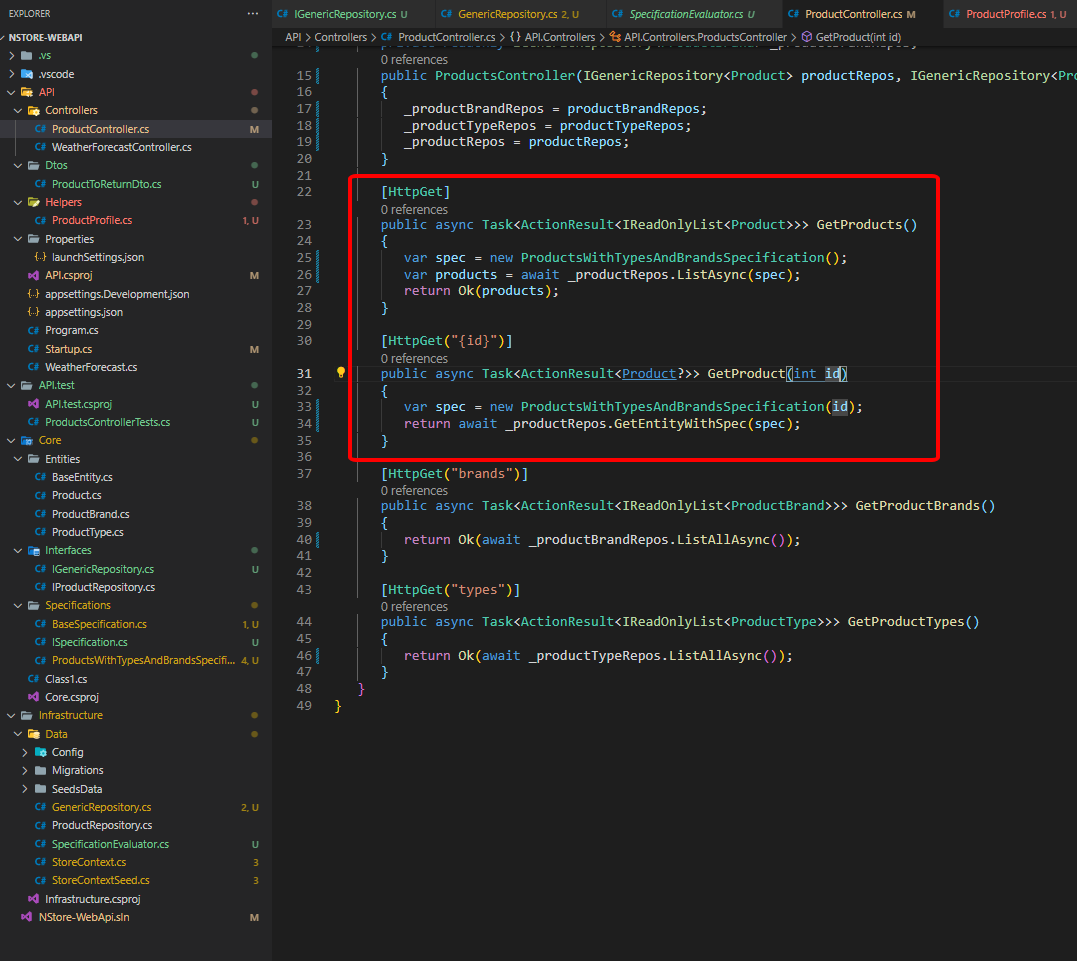 EXPLORER ...
NSTORE-WEBAPI
.vs
.vscode
API
Controllers
C# ProductController.cs M
C# WeatherForecastController.cs
Dtos
C# ProductToReturnDto.cs U
Helpers
C# ProductProfile.cs 1, U
Properties
{..} launchSettings.json
API.csproj M
{..} appsettings.Development.json
{..} appsettings.json
C# Program.cs
C# Startup.cs M
C# WeatherForecast.cs
API.test
API.test.csproj U
C# ProductsControllerTests.cs U
Core
Entities
C# BaseEntity.cs
C# Product.cs
C# ProductBrand.cs
C# ProductType.cs
Interfaces
C# IGenericRepository.cs U
C# IProductRepository.cs
Specifications
C# BaseSpecification.cs 1, U
C# ISpecification.cs U
C# ProductsWithTypesAndBrandsSpecifi... 4, U
C# Class1.cs
Core.csproj
Infrastructure
Data
Config
Migrations
SeedsData
C# GenericRepository.cs 2, U
C# ProductRepository.cs
C# SpecificationEvaluator.cs U
C# StoreContext.cs 3
C# StoreContextSeed.cs 3
Infrastructure.csproj
NStore-WebApi.sln M
C# IGenericRepository.cs U C# GenericRepository.cs 2, U C# SpecificationEvaluator.cs U C# ProductController.cs M C# ProductProfile.cs 1, U
API > Controllers > C# ProductController.cs > {} API.Controllers > API.Controllers.ProductsController > GetProduct(int id)
0 references
15 public ProductsController(IGenericRepository<Product> productRepos, IGenericRepository<Pro
16 {
17 _productBrandRepos = productBrandRepos;
18 _productTypeRepos = productTypeRepos;
19 _productRepos = productRepos;
20 }
21
22 [HttpGet]
0 references
23 public async Task<ActionResult<IReadOnlyList<Product>>> GetProducts()
24 {
25 var spec = new ProductsWithTypesAndBrandsSpecification();
26 var products = await _productRepos.ListAsync(spec);
27 return Ok(products);
28 }
29
30 [HttpGet("{id}")]
0 references
31 public async Task<ActionResult<Product?>> GetProduct(int id)
32 {
33 var spec = new ProductsWithTypesAndBrandsSpecification(id);
34 return await _productRepos.GetEntityWithSpec(spec);
35 }
36
37 [HttpGet("brands")]
0 references
38 public async Task<ActionResult<IReadOnlyList<ProductBrand>>> GetProductBrands()
39 {
40 return Ok(await _productBrandRepos.ListAllAsync());
41 }
42
43 [HttpGet("types")]
0 references
44 public async Task<ActionResult<IReadOnlyList<ProductType>>> GetProductTypes()
45 {
46 return Ok(await _productTypeRepos.ListAllAsync());
47 }
48 }
49 }